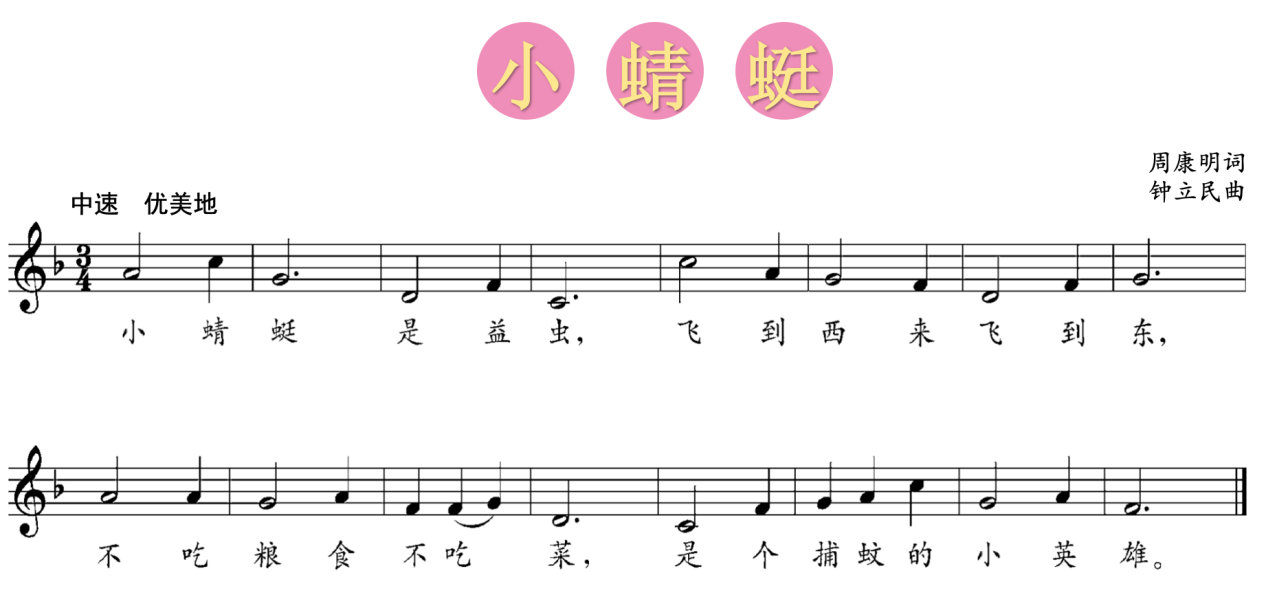 小蜻蜓
周康明词
钟立民曲
中速 优美地
3
4
小 蜻 蜓 是 益 虫, 飞 到 西 来 飞 到 东,
不 吃 粮 食 不 吃 菜, 是 个 捕 蚊 的 小 英 雄。